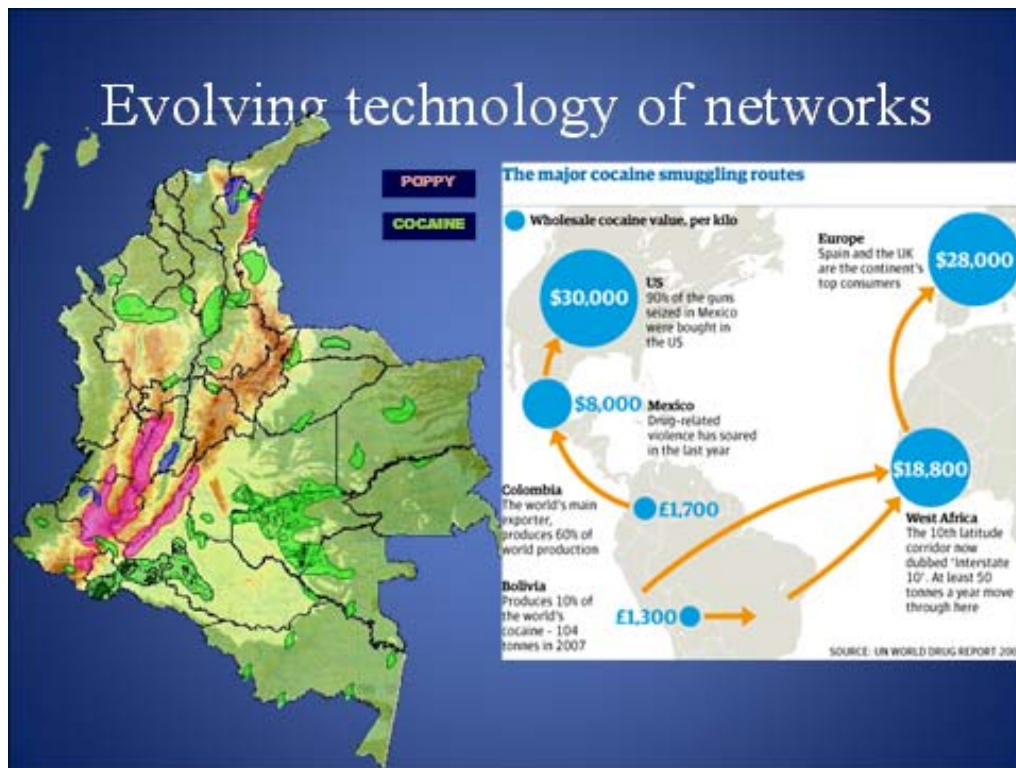 Evolving technology of networks
POPPY
COCAINE
The major cocaine smuggling routes
Wholesale cocaine value, per kilo
$30,000
US
90% of the guns
seized in Mexico
were bought in
the US
Europe
Spain and the UK
are the continent's
top consumers
$28,000
$8,000
Mexico
Drug-related
violence has soared
in the last year
Colombia
The world's main
exporter,
produces 60% of
world production
£1,700
$18,800
West Africa
The 10th latitude
corridor now
dubbed 'Interstate
10'. At least 50
tonnes a year move
through here
Bolivia
Produces 10% of
the world's
cocaine - 104
tonnes in 2007
£1,300
SOURCE: UN WORLD DRUG REPORT